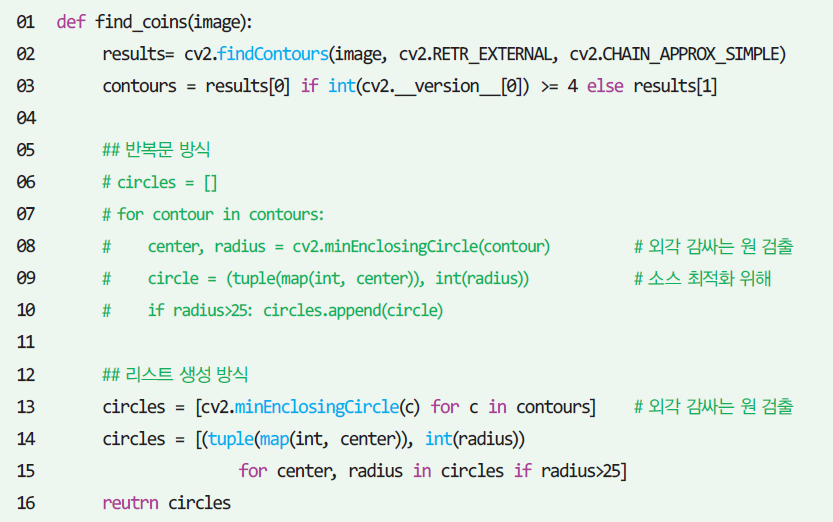 01 def find_coins(image):
02 results= cv2.findContours(image, cv2.RETR_EXTERNAL, cv2.CHAIN_APPROX_SIMPLE)
03 contours = results[0] if int(cv2.__version__[0]) >= 4 else results[1]
04
05 ## 반복문 방식
06 # circles = []
07 # for contour in contours:
08 # center, radius = cv2.minEnclosingCircle(contour) # 외각 감싸는 원 검출
09 # circle = (tuple(map(int, center)), int(radius)) # 소스 최적화 위해
10 # if radius>25: circles.append(circle)
11
12 ## 리스트 생성 방식
13 circles = [cv2.minEnclosingCircle(c) for c in contours] # 외각 감싸는 원 검출
14 circles = [(tuple(map(int, center)), int(radius))
15 for center, radius in circles if radius>25]
16 reutrn circles